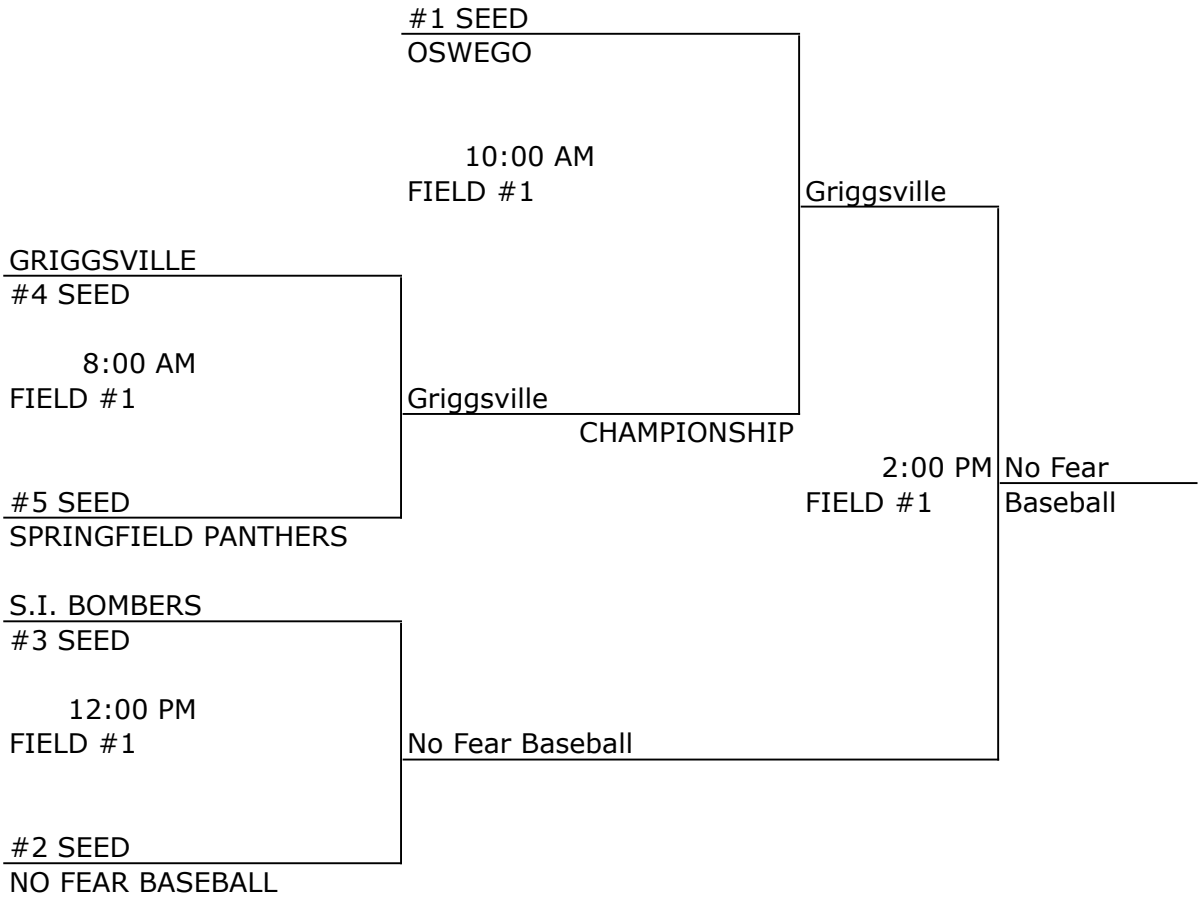 #1 SEED
OSWEGO
10:00 AM
FIELD #1
Griggsville
GRIGGSVILLE
#4 SEED
8:00 AM
FIELD #1
Griggsville
CHAMPIONSHIP
2:00 PM
No Fear
#5 SEED
FIELD #1
Baseball
SPRINGFIELD PANTHERS
S.I. BOMBERS
#3 SEED
12:00 PM
FIELD #1
No Fear Baseball
#2 SEED
NO FEAR BASEBALL